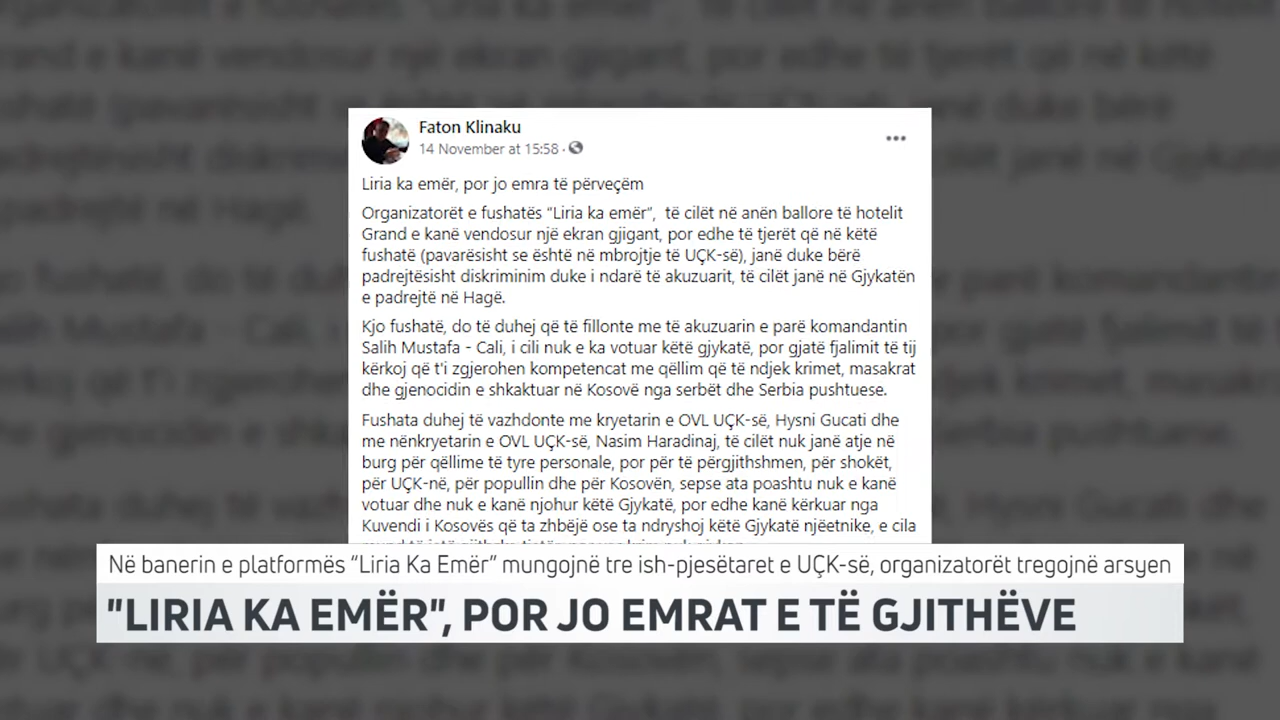 Faton Klinaku
14 November at 15:58 ·
Liria ka emër, por jo emra të përveçëm
Organizatorët e fushatës “Liria ka emër”, të cilët në anën ballore të hotelit
Grand e kanë vendosur një ekran gjigant, por edhe të tjerët që në këtë
fushatë (pavarësisht se është në mbrojtje të UÇK-së), janë duke bërë
padrejtësisht diskriminim duke i ndarë të akuzuarit, të cilët janë në Gjykatën
e padrejtë në Hagë.
Kjo fushatë, do të duhej që të fillonte me të akuzuarin e parë komandantin
Salih Mustafa - Cali, i cili nuk e ka votuar këtë gjykatë, por gjatë fjalimit të tij
kërkoj që t'i zgjerohen kompetencat me qëllim që të ndjek krimet, masakrat
dhe gjenocidin e shkaktuar në Kosovë nga serbët dhe Serbia pushtuese.
Fushata duhej të vazhdonte me kryetarin e OVL UÇK-së, Hysni Gucati dhe
me nënkryetarin e OVL UÇK-së, Nasim Haradinaj, të cilët nuk janë atje në
burg për qëllime të tyre personale, por për të përgjithshmen, për shokët,
për UÇK-në, për popullin dhe për Kosovën, sepse ata poashtu nuk e kanë
votuar dhe nuk e kanë njohur këtë Gjykatë, por edhe kanë kërkuar nga
Kuvendi i Kosovës që ta zhbëjë ose ta ndryshoj këtë Gjykatë njëetnike, e cila
Në banerin e platformës “Liria Ka Emër” mungojnë tre ish-pjesëtaret e UÇK-së, organizatorët tregojnë arsyen
"LIRIA KA EMËR", POR JO EMRAT E TË GJITHËVE